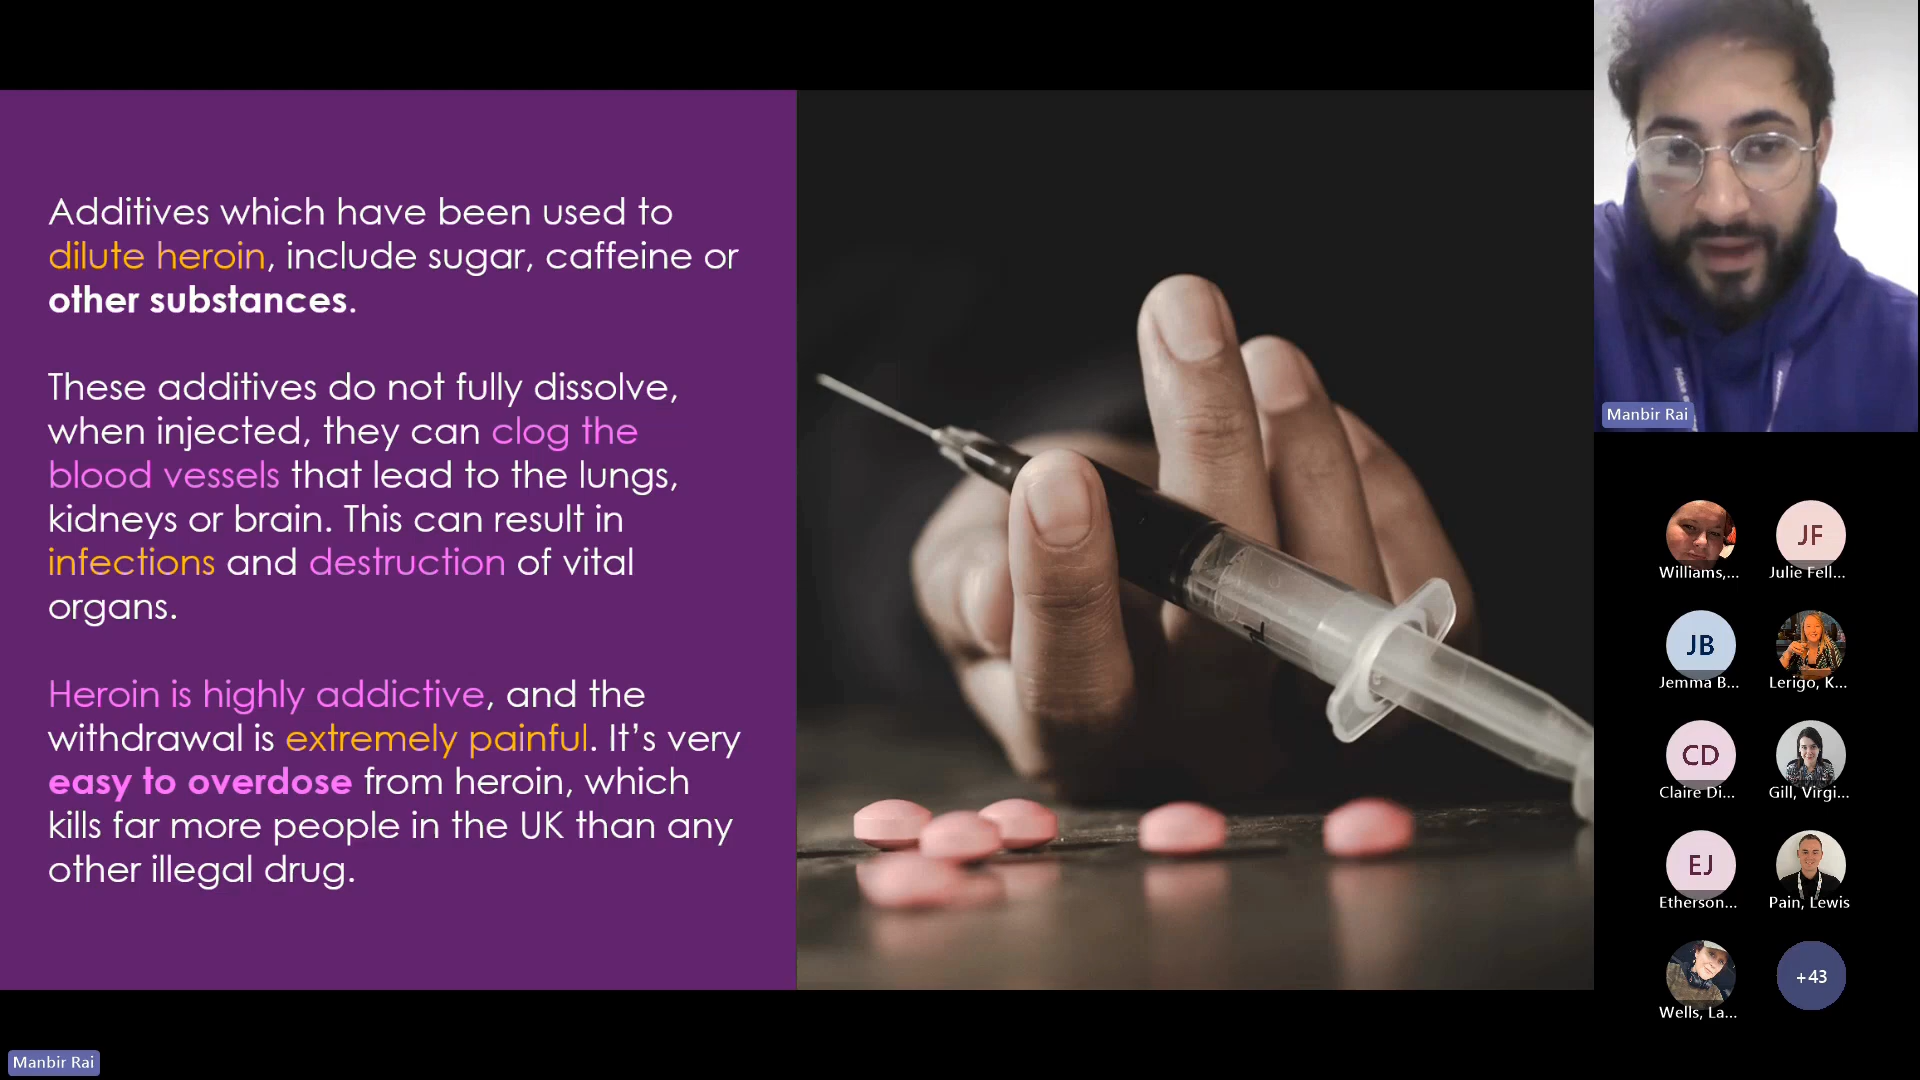 Additives which have been used to
dilute heroin, include sugar, caffeine or
other substances.
These additives do not fully dissolve,
when injected, they can clog the
blood vessels that lead to the lungs,
kidneys or brain. This can result in
infections and destruction of vital
organs.
Heroin is highly addictive, and the
withdrawal is extremely painful. It’s very
easy to overdose from heroin, which
kills far more people in the UK than any
other illegal drug.
Manbir Rai
JF
Williams,...
Julie Fell...
JB
Jemma B...
Lerigo, K...
CD
Claire Di...
Gill, Virgi...
EJ
Etherson...
Pain, Lewis
+43
Wells, La...
Manbir Rai